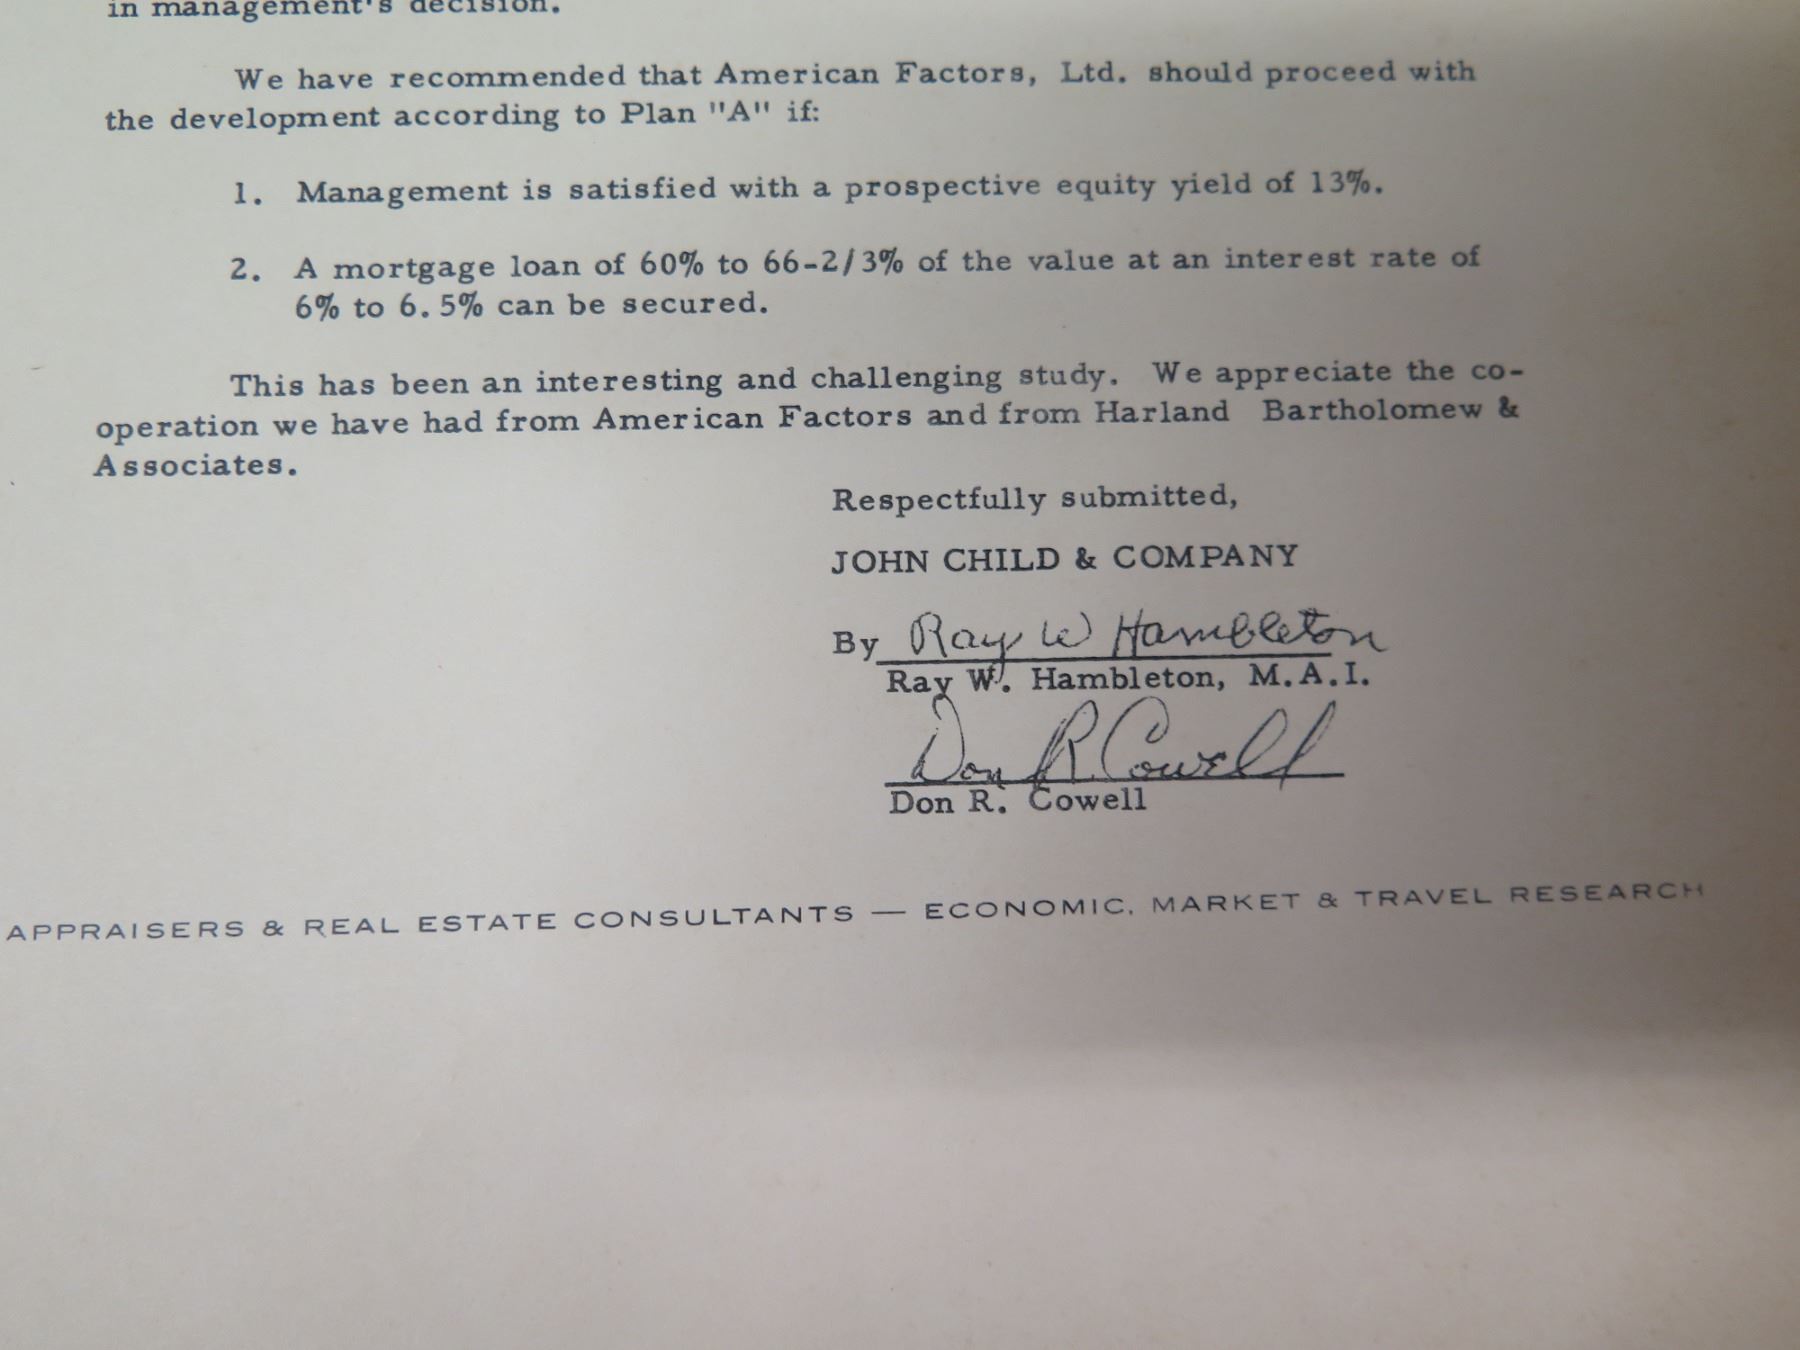 in management's decision.
We have recommended that American Factors, Ltd. should proceed with
the development according to Plan "A" if:
1. Management is satisfied with a prospective equity yield of 13%.
2. A mortgage loan of 60% to 66-2/3% of the value at an interest rate of
6% to 6.5% can be secured.
This has been an interesting and challenging study. We appreciate the co-
operation we have had from American Factors and from Harland Bartholomew &
Associates.
Respectfully submitted,
JOHN CHILD & COMPANY
By Ray W Hambleton
Ray W. Hambleton, M.A.I.
Don R. Cowell
Don R. Cowell
APPRAISERS & REAL ESTATE CONSULTANTS — ECONOMIC, MARKET & TRAVEL RESEARCH